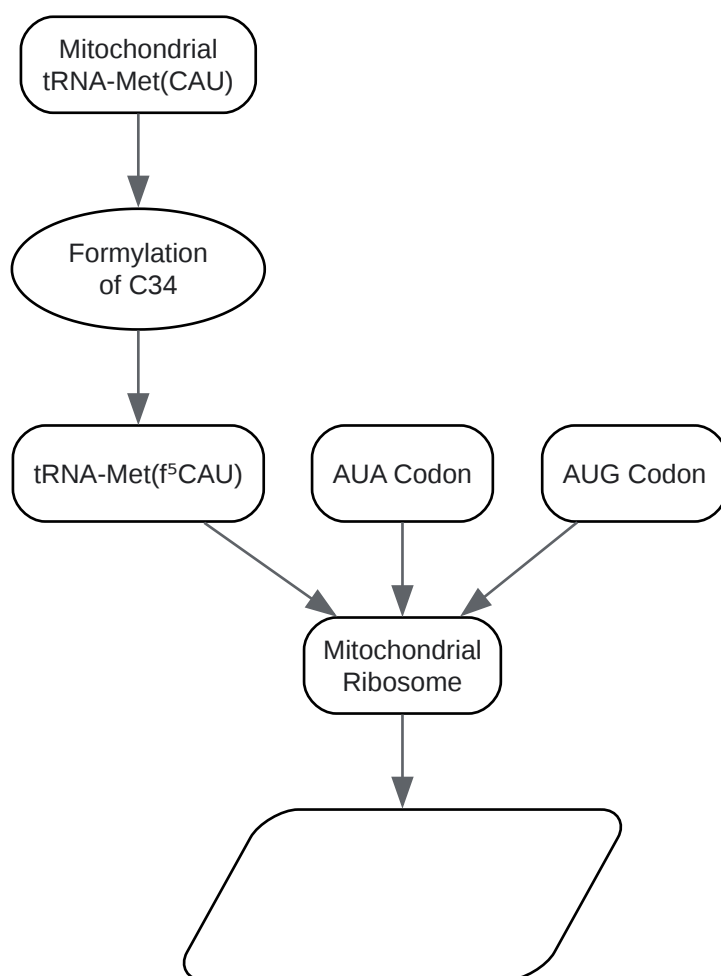 Mitochondrial
tRNA-Met(CAU)
Formylation
of C34
tRNA-Met(f⁵CAU)
AUA Codon
AUG Codon
Mitochondrial
Ribosome